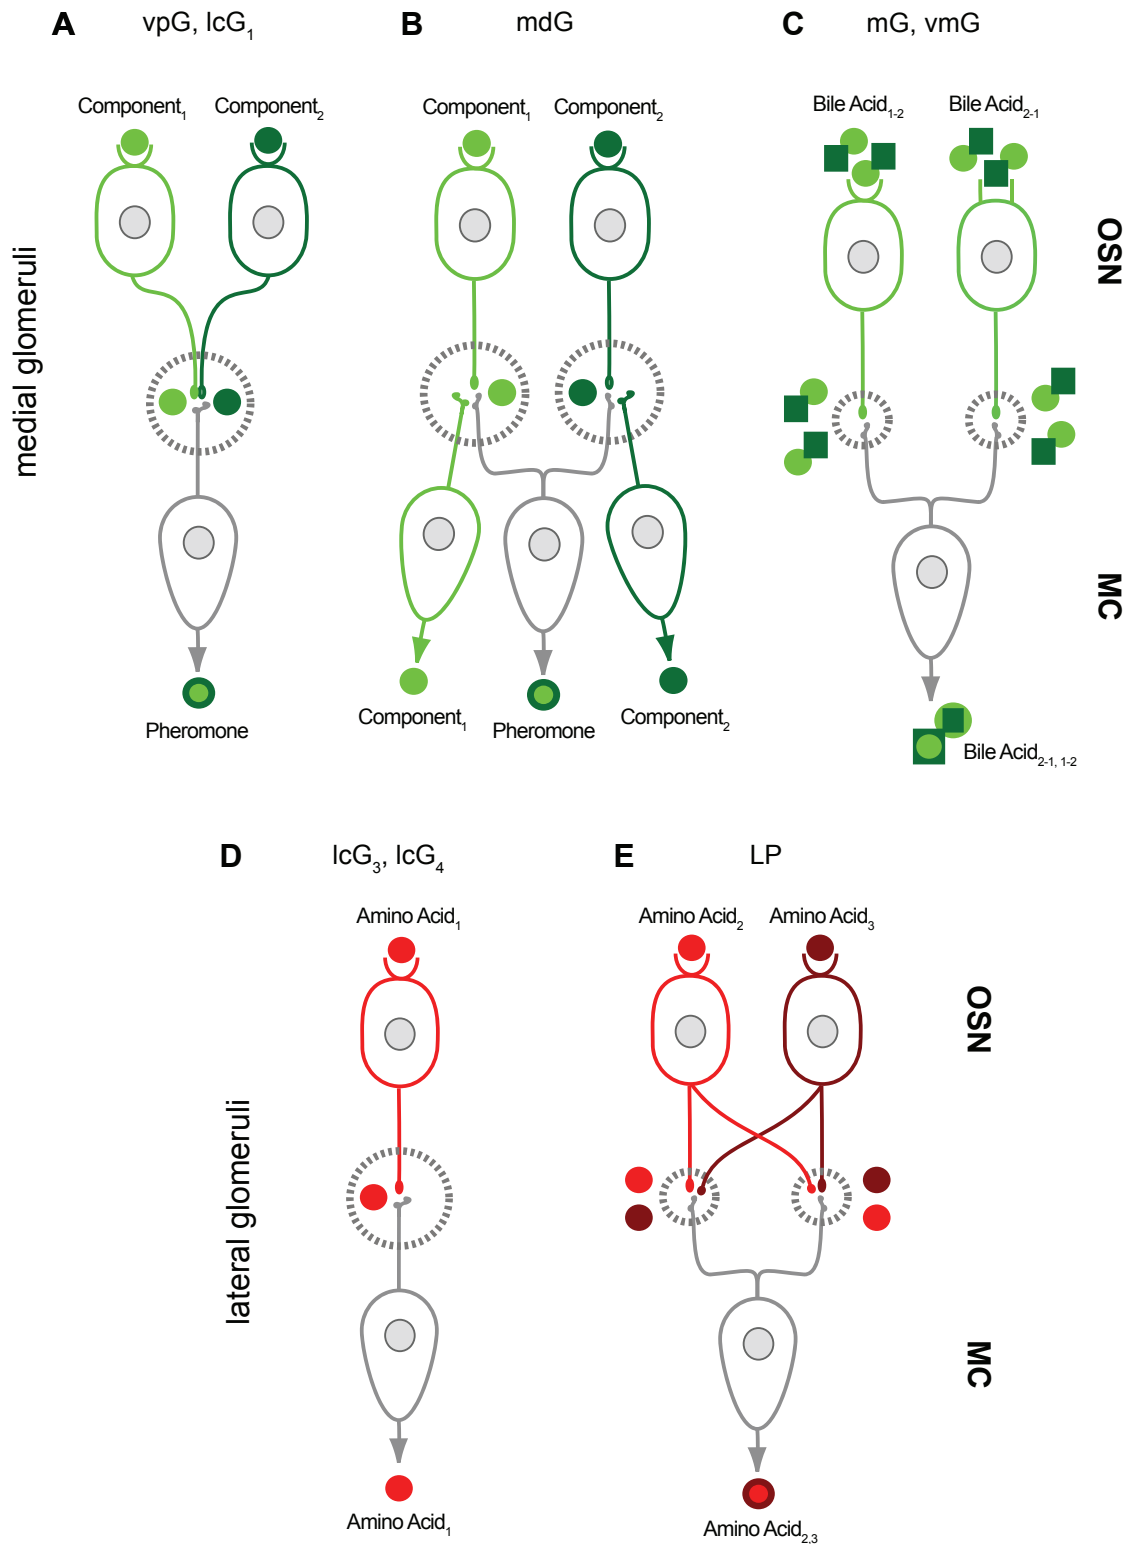 A vpG, lcG₁ B mdG C mG, vmG
Component₁ Component₂ Component₁ Component₂ Bile Acid₁₋₂ Bile Acid₂₋₁
medial glomeruli
OSN
MC
Pheromone Component₁ Pheromone Component₂ Bile Acid₂₋₁, ₁₋₂
D lcG₃, lcG₄ E LP
Amino Acid₁ Amino Acid₂ Amino Acid₃
lateral glomeruli
OSN
MC
Amino Acid₁ Amino Acid₂,₃